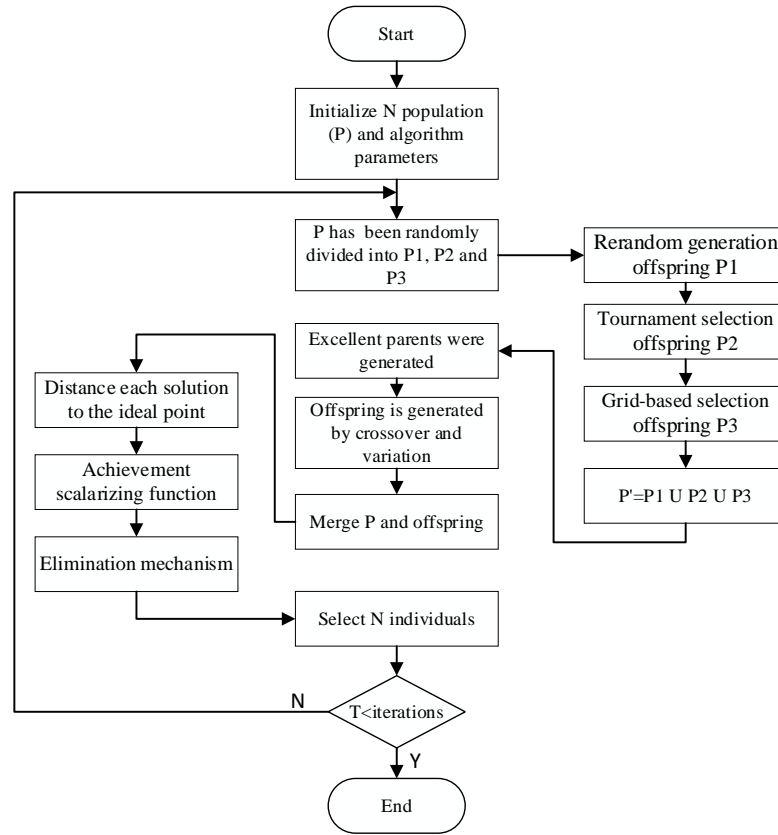 Start
Initialize N population
(P) and algorithm
parameters
P has been randomly
divided into P1, P2 and
P3
Rerandom generation
offspring P1
Tournament selection
offspring P2
Grid-based selection
offspring P3
P'=P1 U P2 U P3
Excellent parents were
generated
Offspring is generated
by crossover and
variation
Merge P and offspring
Distance each solution
to the ideal point
Achievement
scalarizing function
Elimination mechanism
Select N individuals
T<iterations
N
Y
End